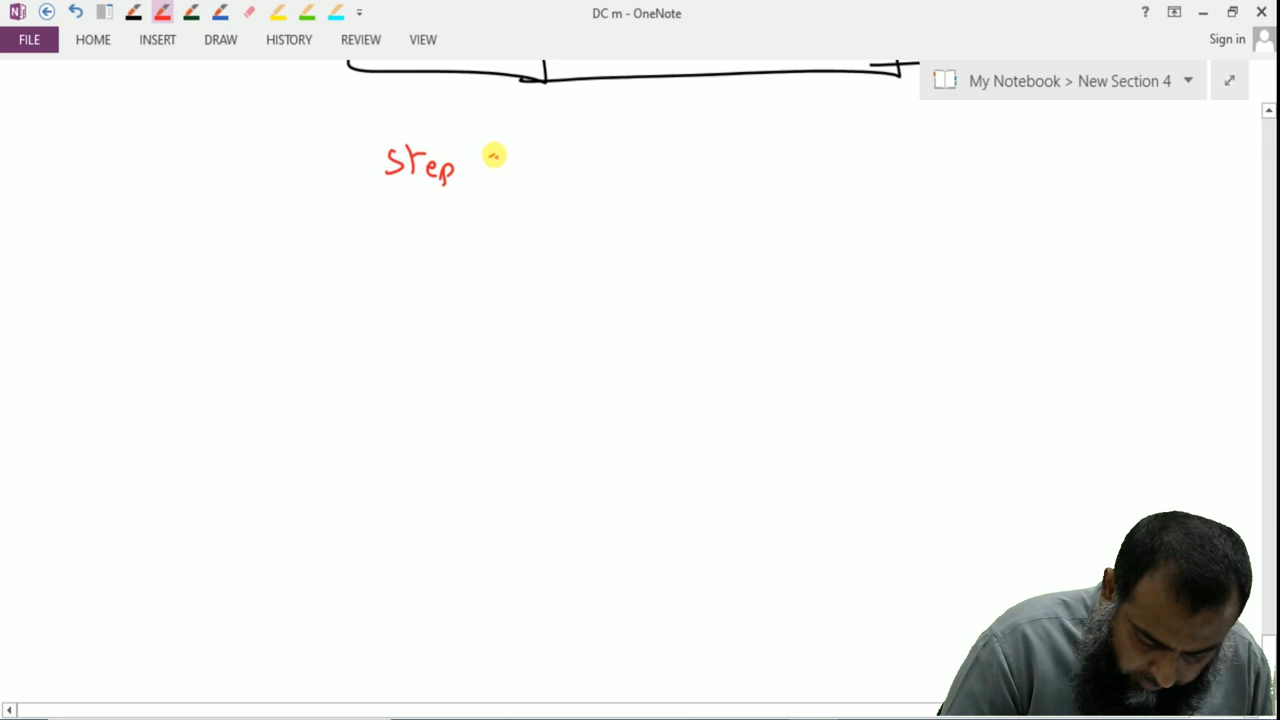 DC m - OneNote
?
FILE HOME INSERT DRAW HISTORY REVIEW VIEW
Sign in
My Notebook > New Section 4
Step